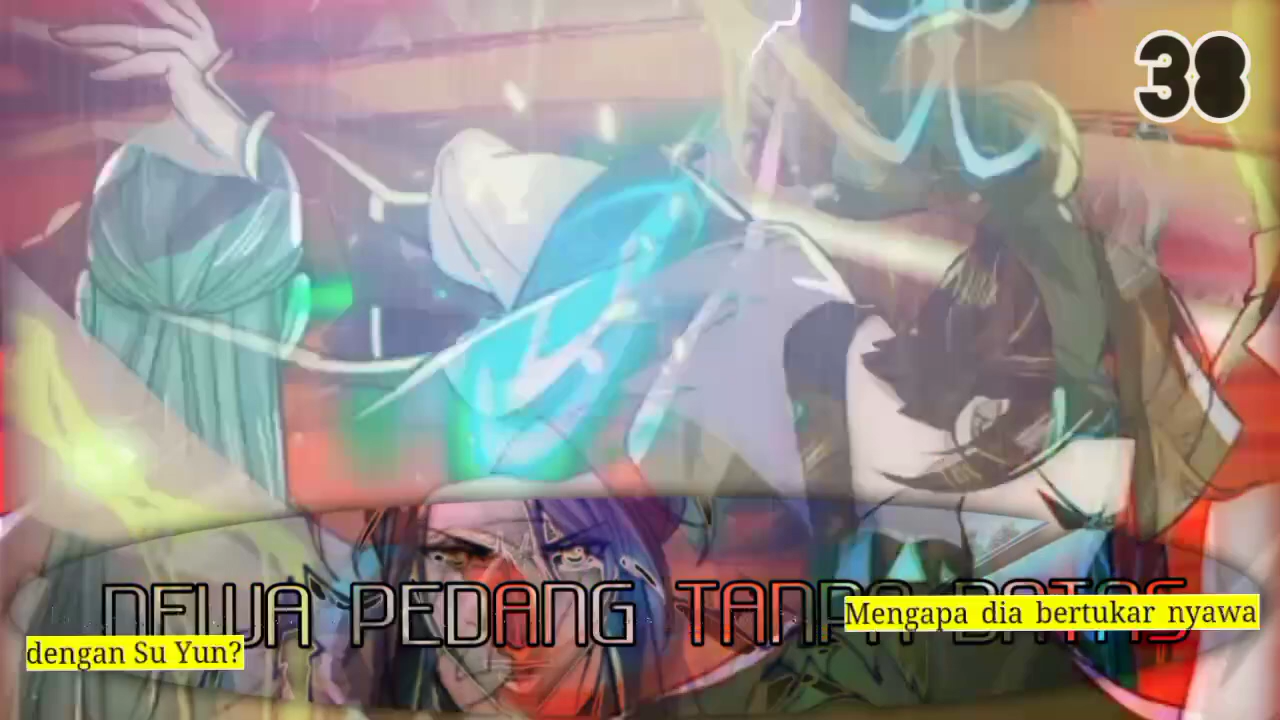 38
DEWA PEDANG TANPA BATAS
Mengapa dia bertukar nyawa
dengan Su Yun?